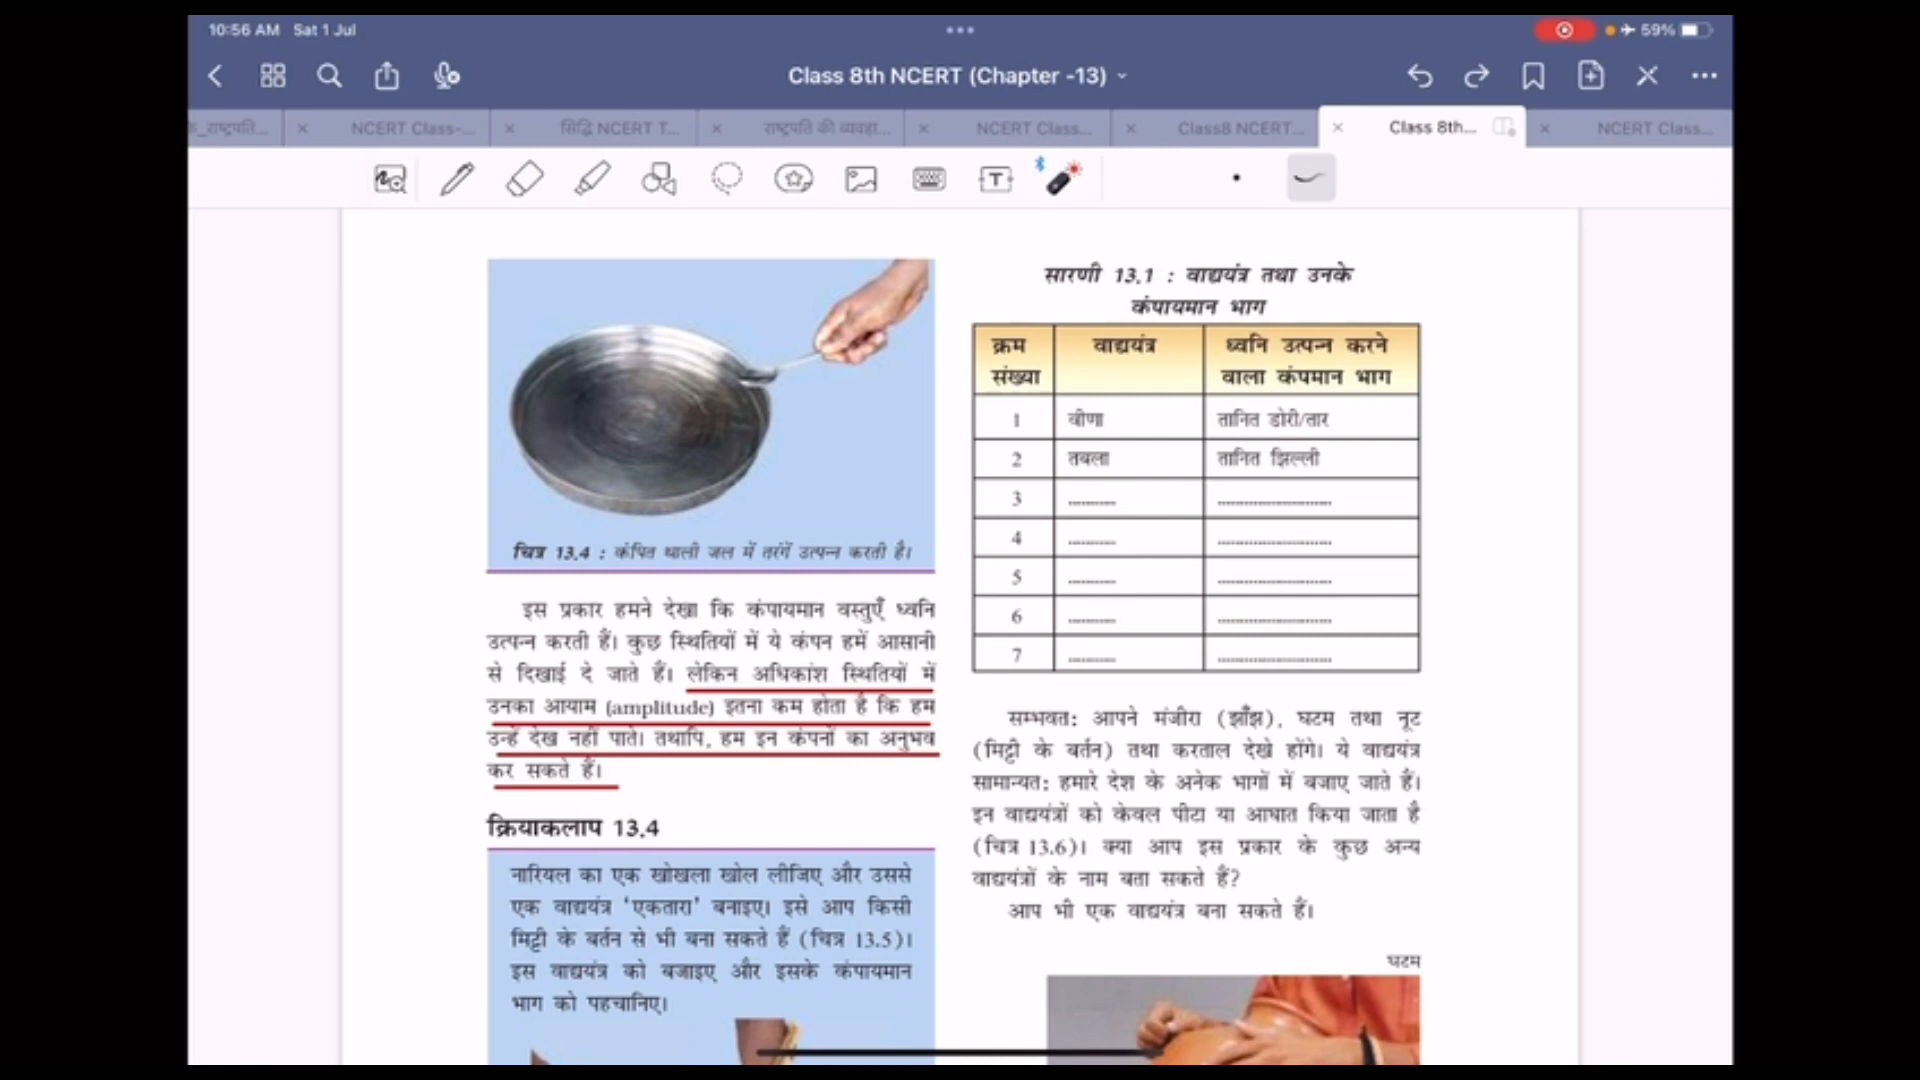 10:56 AM Sat 1 Jul
59%
Class 8th NCERT (Chapter -13)
राष्ट्रपति...
NCERT Class-...
सिद्धि NCERT T...
राष्ट्रपति की व्यवहा...
NCERT Class...
Class8 NCERT...
Class 8th...
NCERT Class...
चित्र 13.4 : कंपित थाली जल में तरंगें उत्पन्न करती है।
इस प्रकार हमने देखा कि कंपायमान वस्तुएँ ध्वनि
उत्पन्न करती हैं। कुछ स्थितियों में ये कंपन हमें आसानी
से दिखाई दे जाते हैं। लेकिन अधिकांश स्थितियों में
उनका आयाम (amplitude) इतना कम होता है कि हम
उन्हें देख नहीं पाते। तथापि, हम इन कंपनों का अनुभव
कर सकते हैं।
क्रियाकलाप 13.4
नारियल का एक खोखला खोल लीजिए और उससे
एक वाद्ययंत्र ‘एकतारा’ बनाइए। इसे आप किसी
मिट्टी के बर्तन से भी बना सकते हैं (चित्र 13.5)।
इस वाद्ययंत्र को बजाइए और इसके कंपायमान
भाग को पहचानिए।
सारणी 13.1 : वाद्ययंत्र तथा उनके
कंपायमान भाग
क्रम वाद्ययंत्र ध्वनि उत्पन्न करने
संख्या वाला कंपमान भाग
1 वीणा तानित डोरी/तार
2 तबला तानित झिल्ली
3 ........... ...........................
4 ........... ...........................
5 ........... ...........................
6 ........... ...........................
7 ........... ...........................
सम्भवत: आपने मंजीरा (झाँझ), घटम तथा नूट
(मिट्टी के बर्तन) तथा करताल देखे होंगे। ये वाद्ययंत्र
सामान्यत: हमारे देश के अनेक भागों में बजाए जाते हैं।
इन वाद्ययंत्रों को केवल पीटा या आघात किया जाता है
(चित्र 13.6)। क्या आप इस प्रकार के कुछ अन्य
वाद्ययंत्रों के नाम बता सकते हैं?
आप भी एक वाद्ययंत्र बना सकते हैं।
घटम